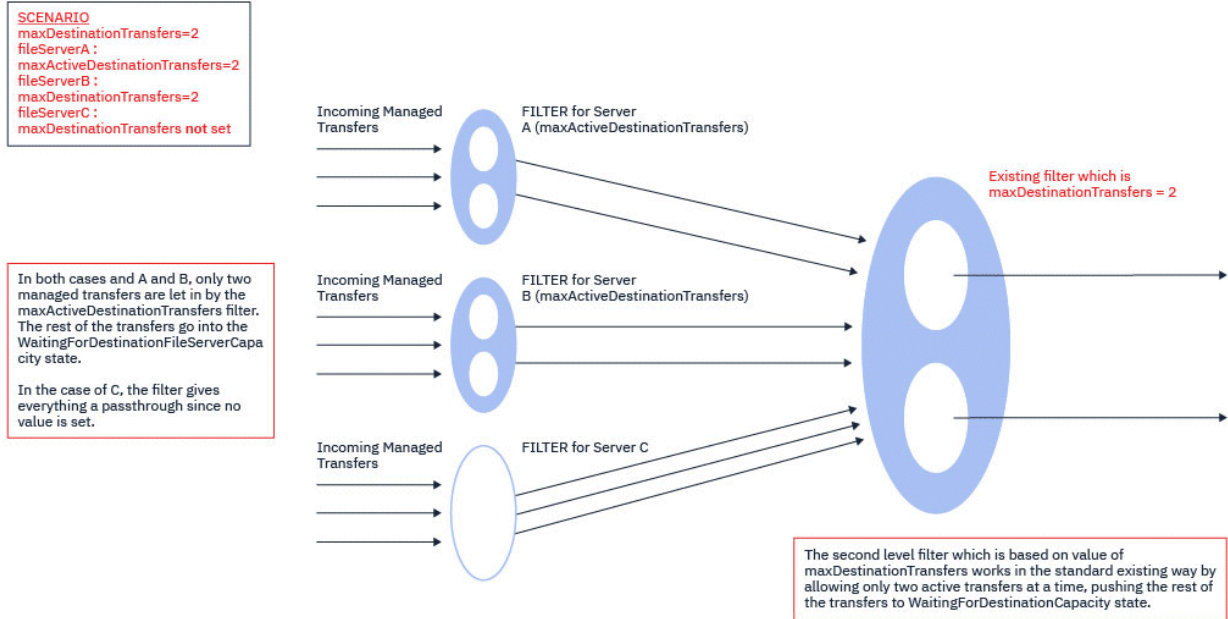 SCENARIO
maxDestinationTransfers=2
fileServerA :
maxActiveDestinationTransfers=2
fileServerB :
maxDestinationTransfers=2
fileServerC :
maxDestinationTransfers not set
Incoming Managed
Transfers
FILTER for Server
A (maxActiveDestinationTransfers)
Existing filter which is
maxDestinationTransfers = 2
In both cases and A and B, only two
managed transfers are let in by the
maxActiveDestinationTransfers filter.
The rest of the transfers go into the
WaitingForDestinationFileServerCapa
city state.
In the case of C, the filter gives
everything a passthrough since no
value is set.
Incoming Managed
Transfers
FILTER for Server
B (maxActiveDestinationTransfers)
Incoming Managed
Transfers
FILTER for Server C
The second level filter which is based on value of
maxDestinationTransfers works in the standard existing way by
allowing only two active transfers at a time, pushing the rest of
the transfers to WaitingForDestinationCapacity state.